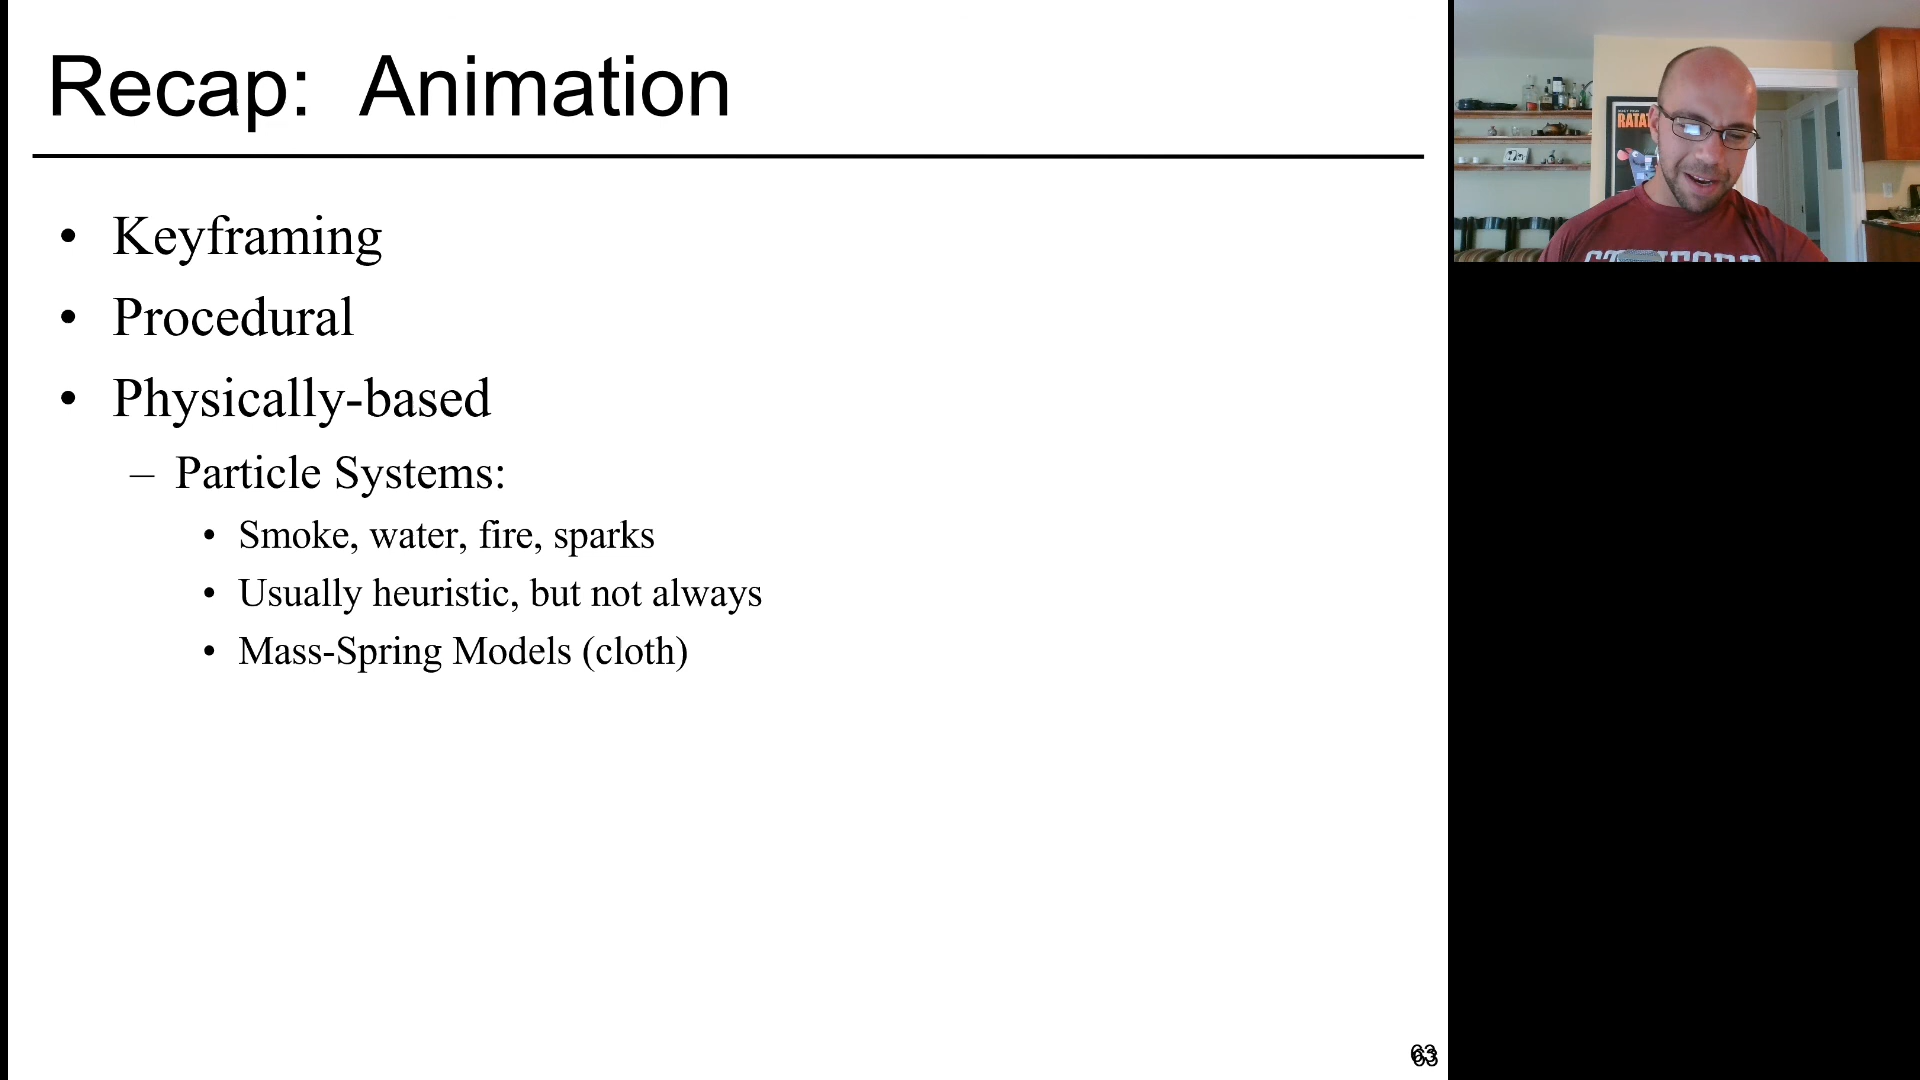 Recap: Animation
• Keyframing
• Procedural
• Physically-based
– Particle Systems:
• Smoke, water, fire, sparks
• Usually heuristic, but not always
• Mass-Spring Models (cloth)
63